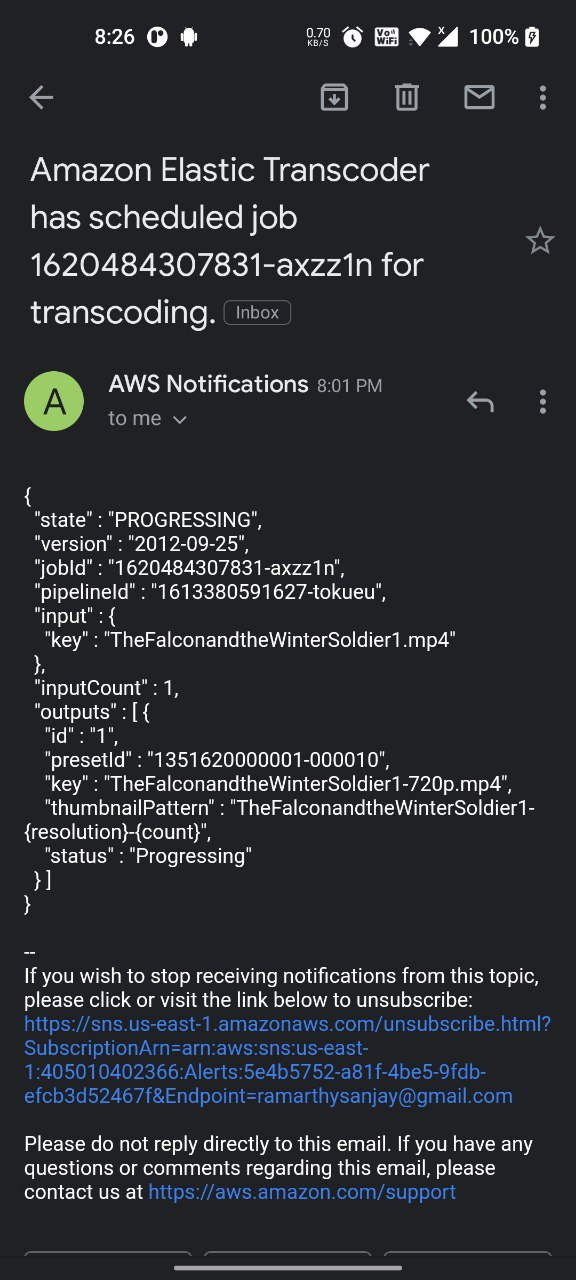 8:26
0.70
KB/S
Vo))
WiFi
x
100%
Amazon Elastic Transcoder
has scheduled job
1620484307831-axzz1n for
transcoding. Inbox
A
AWS Notifications 8:01 PM
to me
{
"state" : "PROGRESSING",
"version" : "2012-09-25",
"jobId" : "1620484307831-axzz1n",
"pipelineId" : "1613380591627-tokueu",
"input" : {
"key" : "TheFalconandtheWinterSoldier1.mp4"
},
"inputCount" : 1,
"outputs" : [ {
"id" : "1",
"presetId" : "1351620000001-000010",
"key" : "TheFalconandtheWinterSoldier1-720p.mp4",
"thumbnailPattern" : "TheFalconandtheWinterSoldier1-
{resolution}-{count}",
"status" : "Progressing"
} ]
}
--
If you wish to stop receiving notifications from this topic,
please click or visit the link below to unsubscribe:
https://sns.us-east-1.amazonaws.com/unsubscribe.html?
SubscriptionArn=arn:aws:sns:us-east-
1:405010402366:Alerts:5e4b5752-a81f-4be5-9fdb-
efcb3d52467f&Endpoint=ramarthysanjay@gmail.com
Please do not reply directly to this email. If you have any
questions or comments regarding this email, please
contact us at https://aws.amazon.com/support